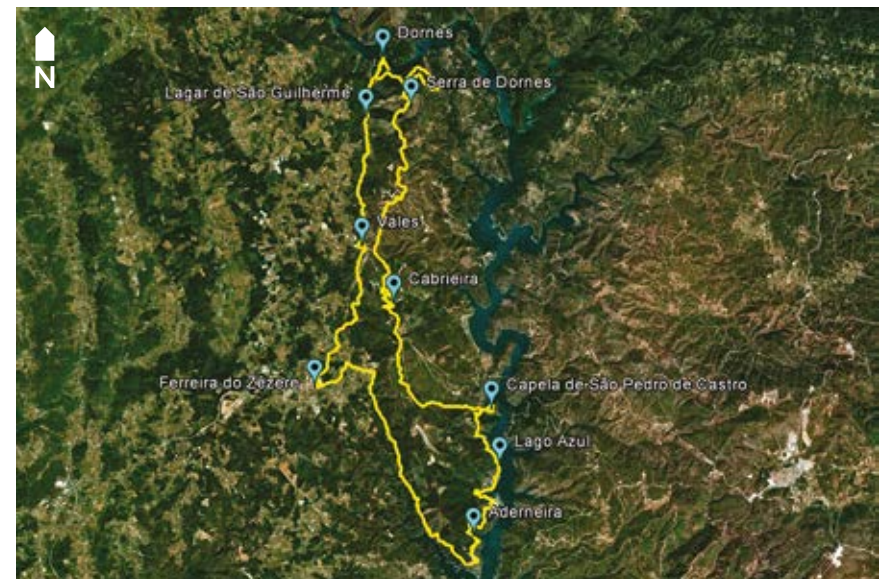 N
Dornes
Serra de Dornes
Lagar de São Guilherme
Vales
Cabrieira
Ferreira do Zêzere
Capela de São Pedro de Castro
Lago Azul
Aderneira